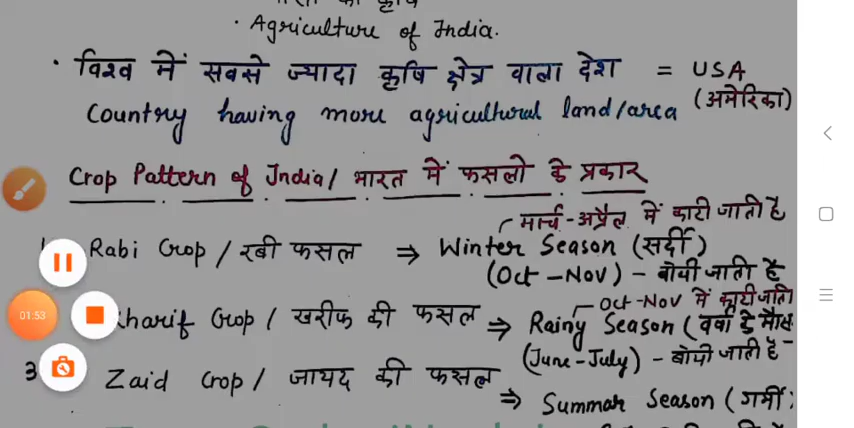 • Agriculture of India.
• विश्व में सबसे ज्यादा कृषि क्षेत्र वाला देश = USA
Country having more agricultural land/area (अमेरिका)
Crop Pattern of India/ भारत में फसलो के प्रकार
मार्च-अप्रैल में काटी जाती है
Rabi Crop / रबी फसल ⇒ Winter Season (सर्दी)
(Oct-Nov) - बोयी जाती है
Oct-Nov में काटी जाती
Kharif Crop / खरीफ की फसल ⇒ Rainy Season (वर्षा के
(June-July) - बोयी जाती है
01:53
3 Zaid Crop / जायद की फसल
⇒ Summar Season (गर्मी